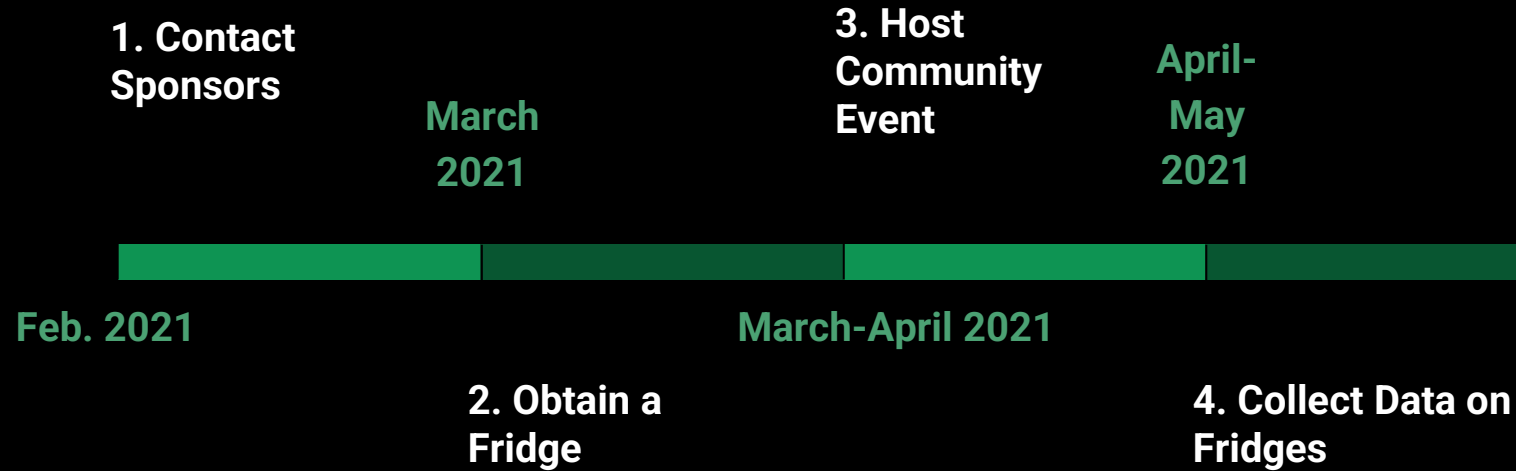 1. Contact
Sponsors
March
2021
3. Host
Community
Event
April-
May
2021
Feb. 2021
March-April 2021
2. Obtain a
Fridge
4. Collect Data on
Fridges